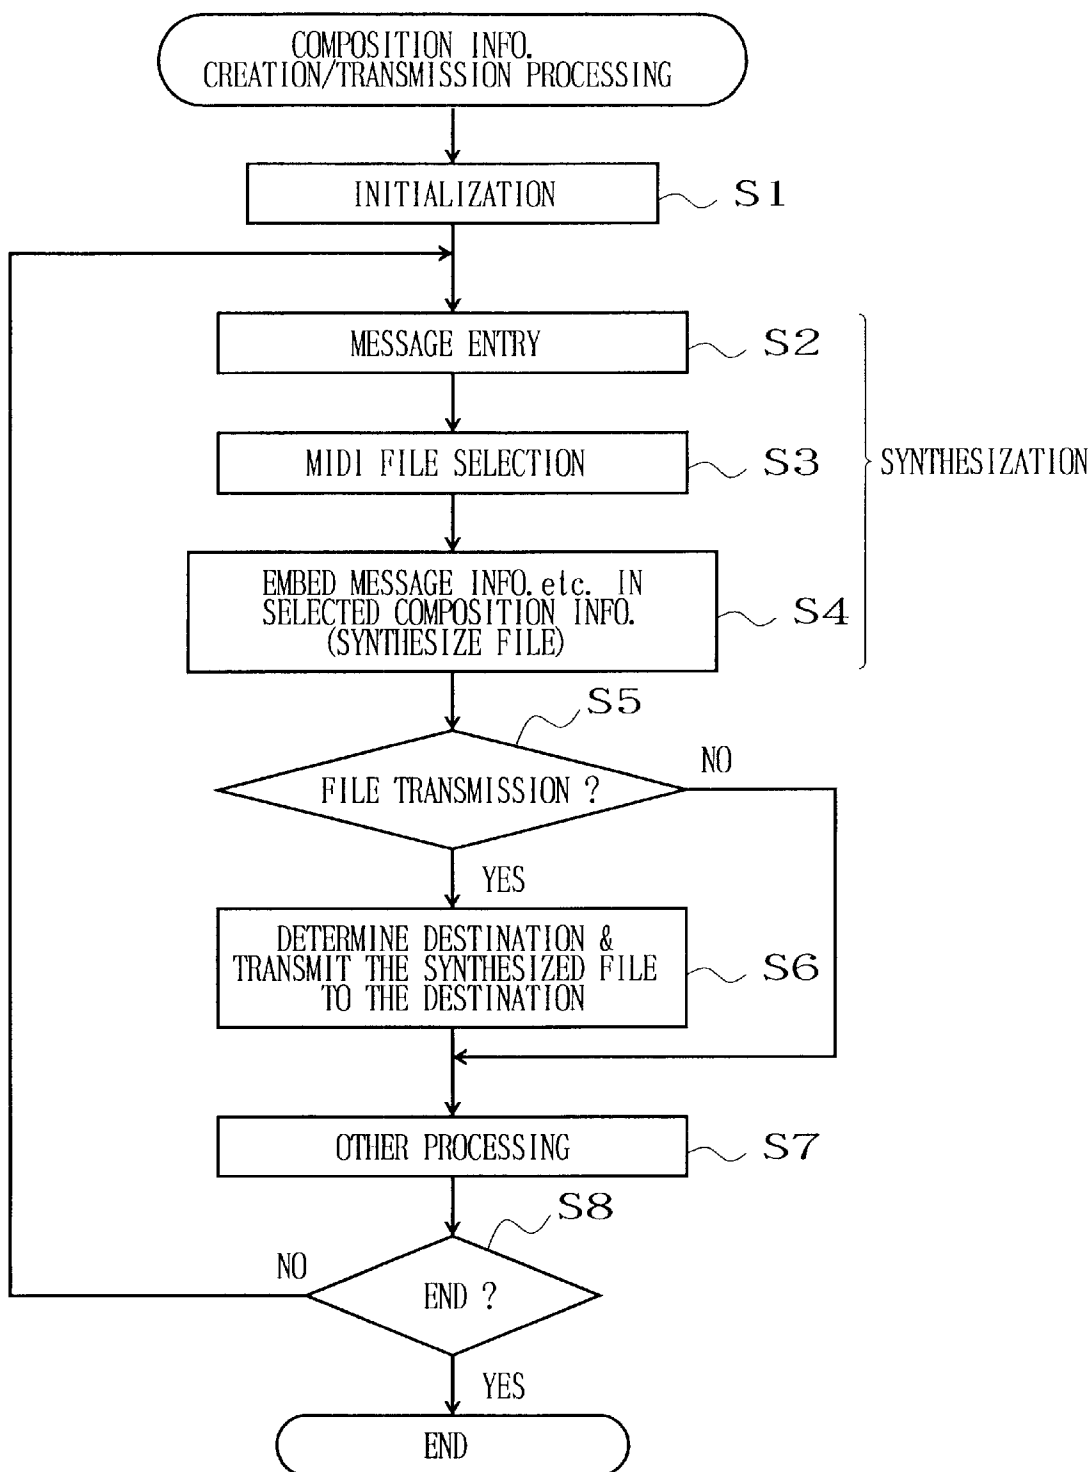 COMPOSITION INFO.
CREATION/TRANSMISSION PROCESSING
INITIALIZATION
S1
MESSAGE ENTRY
S2
MIDI FILE SELECTION
S3
SYNTHESIZATION
EMBED MESSAGE INFO. etc. IN
SELECTED COMPOSITION INFO.
(SYNTHESIZE FILE)
S4
S5
FILE TRANSMISSION ?
NO
YES
DETERMINE DESTINATION &
TRANSMIT THE SYNTHESIZED FILE
TO THE DESTINATION
S6
OTHER PROCESSING
S7
S8
END ?
NO
YES
END